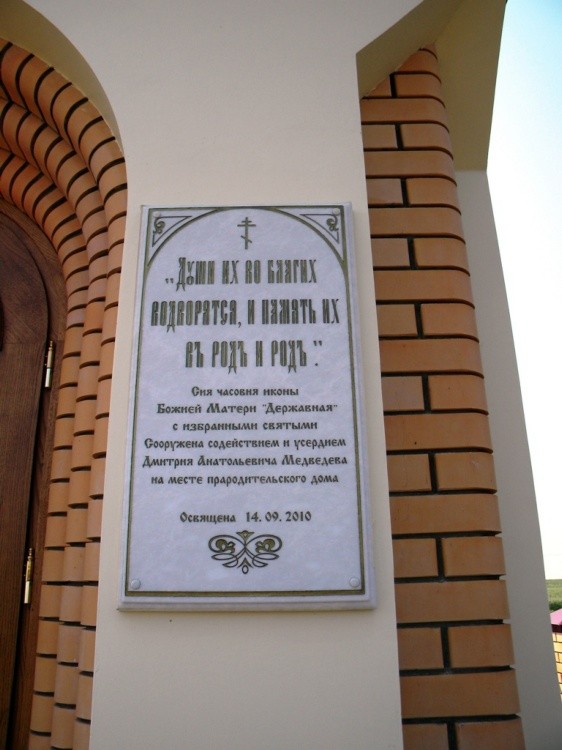 „Души их во благих
водворятся, и память их
въ родъ и родъ".
Сия часовня иконы
Божией Матери "Державная"
с избранными святыми
Сооружена содействием и усердием
Дмитрия Анатольевича Медведева
на месте прародительского дома
Освящена 14.09.2010